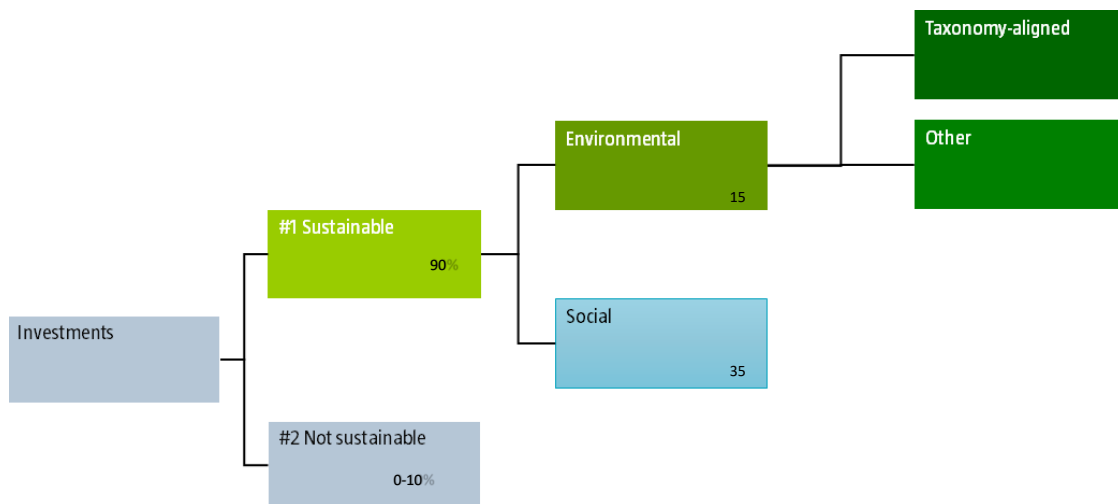 Taxonomy-aligned
Environmental
15
Other
#1 Sustainable
90%
Investments
Social
35
#2 Not sustainable
0-10%